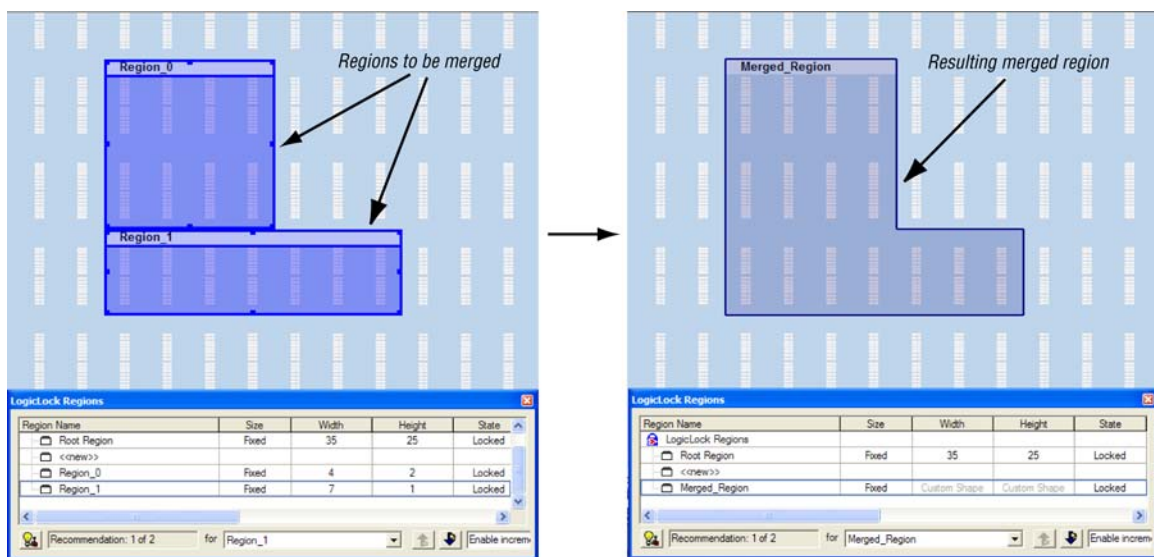 Region_0
Regions to be merged
Region_1
Merged_Region
Resulting merged region
LogicLock Regions
Region Name Size Width Height State
Root Region Fixed 35 25 Locked
<<new>>
Region_0 Fixed 4 2 Locked
Region_1 Fixed 7 1 Locked
Recommendation: 1 of 2 for Region_1 Enable increm
LogicLock Regions
Region Name Size Width Height State
LogicLock Regions
Root Region Fixed 35 25 Locked
<<new>>
Merged_Region Fixed Custom Shape Custom Shape Locked
Recommendation: 1 of 2 for Merged_Region Enable increm